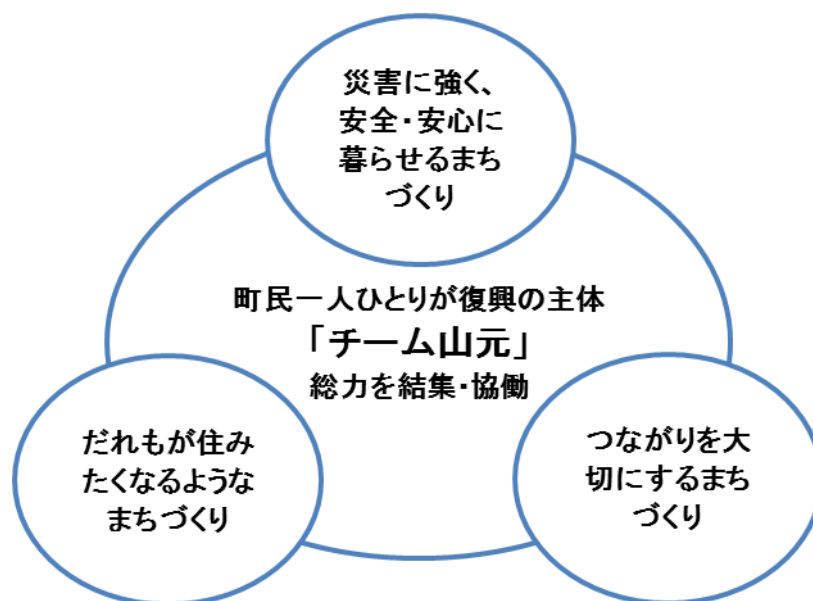 災害に強く、
安全・安心に
暮らせるまち
づくり
町民一人ひとりが復興の主体
「チーム山元」
総力を結集・協働
だれもが住み
たくなるような
まちづくり
つながりを大
切にするまち
づくり